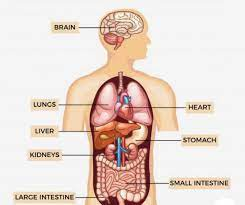 BRAIN
LUNGS
HEART
LIVER
STOMACH
KIDNEYS
SMALL INTESTINE
LARGE INTESTINE